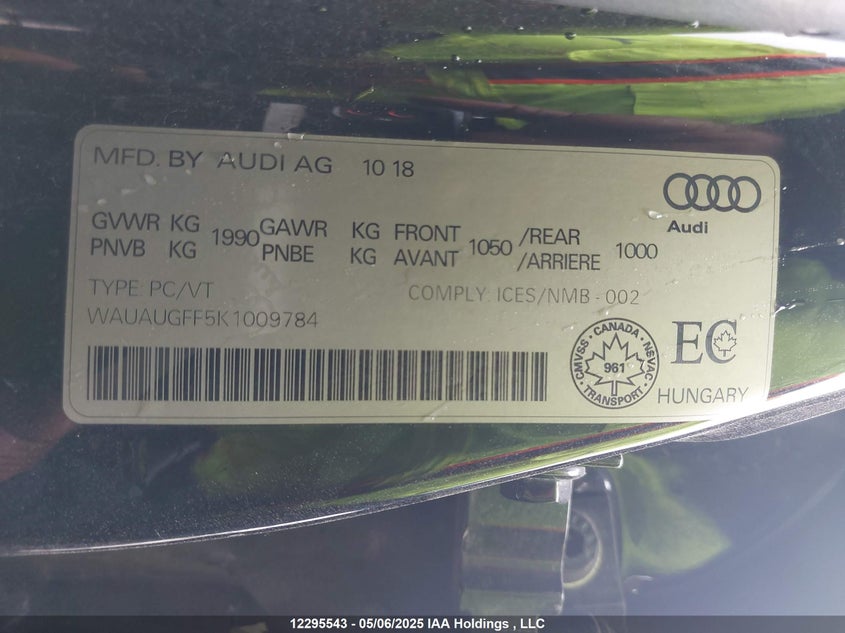 MFD. BY AUDI AG 10 18
Audi
GVWR KG 1990 GAWR KG FRONT 1050 /REAR 1000
PNVB KG PNBE KG AVANT /ARRIERE
TYPE: PC/VT COMPLY. ICES/NMB - 002
WAUAUGFF5K1009784
CMVSS · CANADA · NSVAC
961
TRANSPORT
EC
HUNGARY
12295543 - 05/06/2025 IAA Holdings , LLC